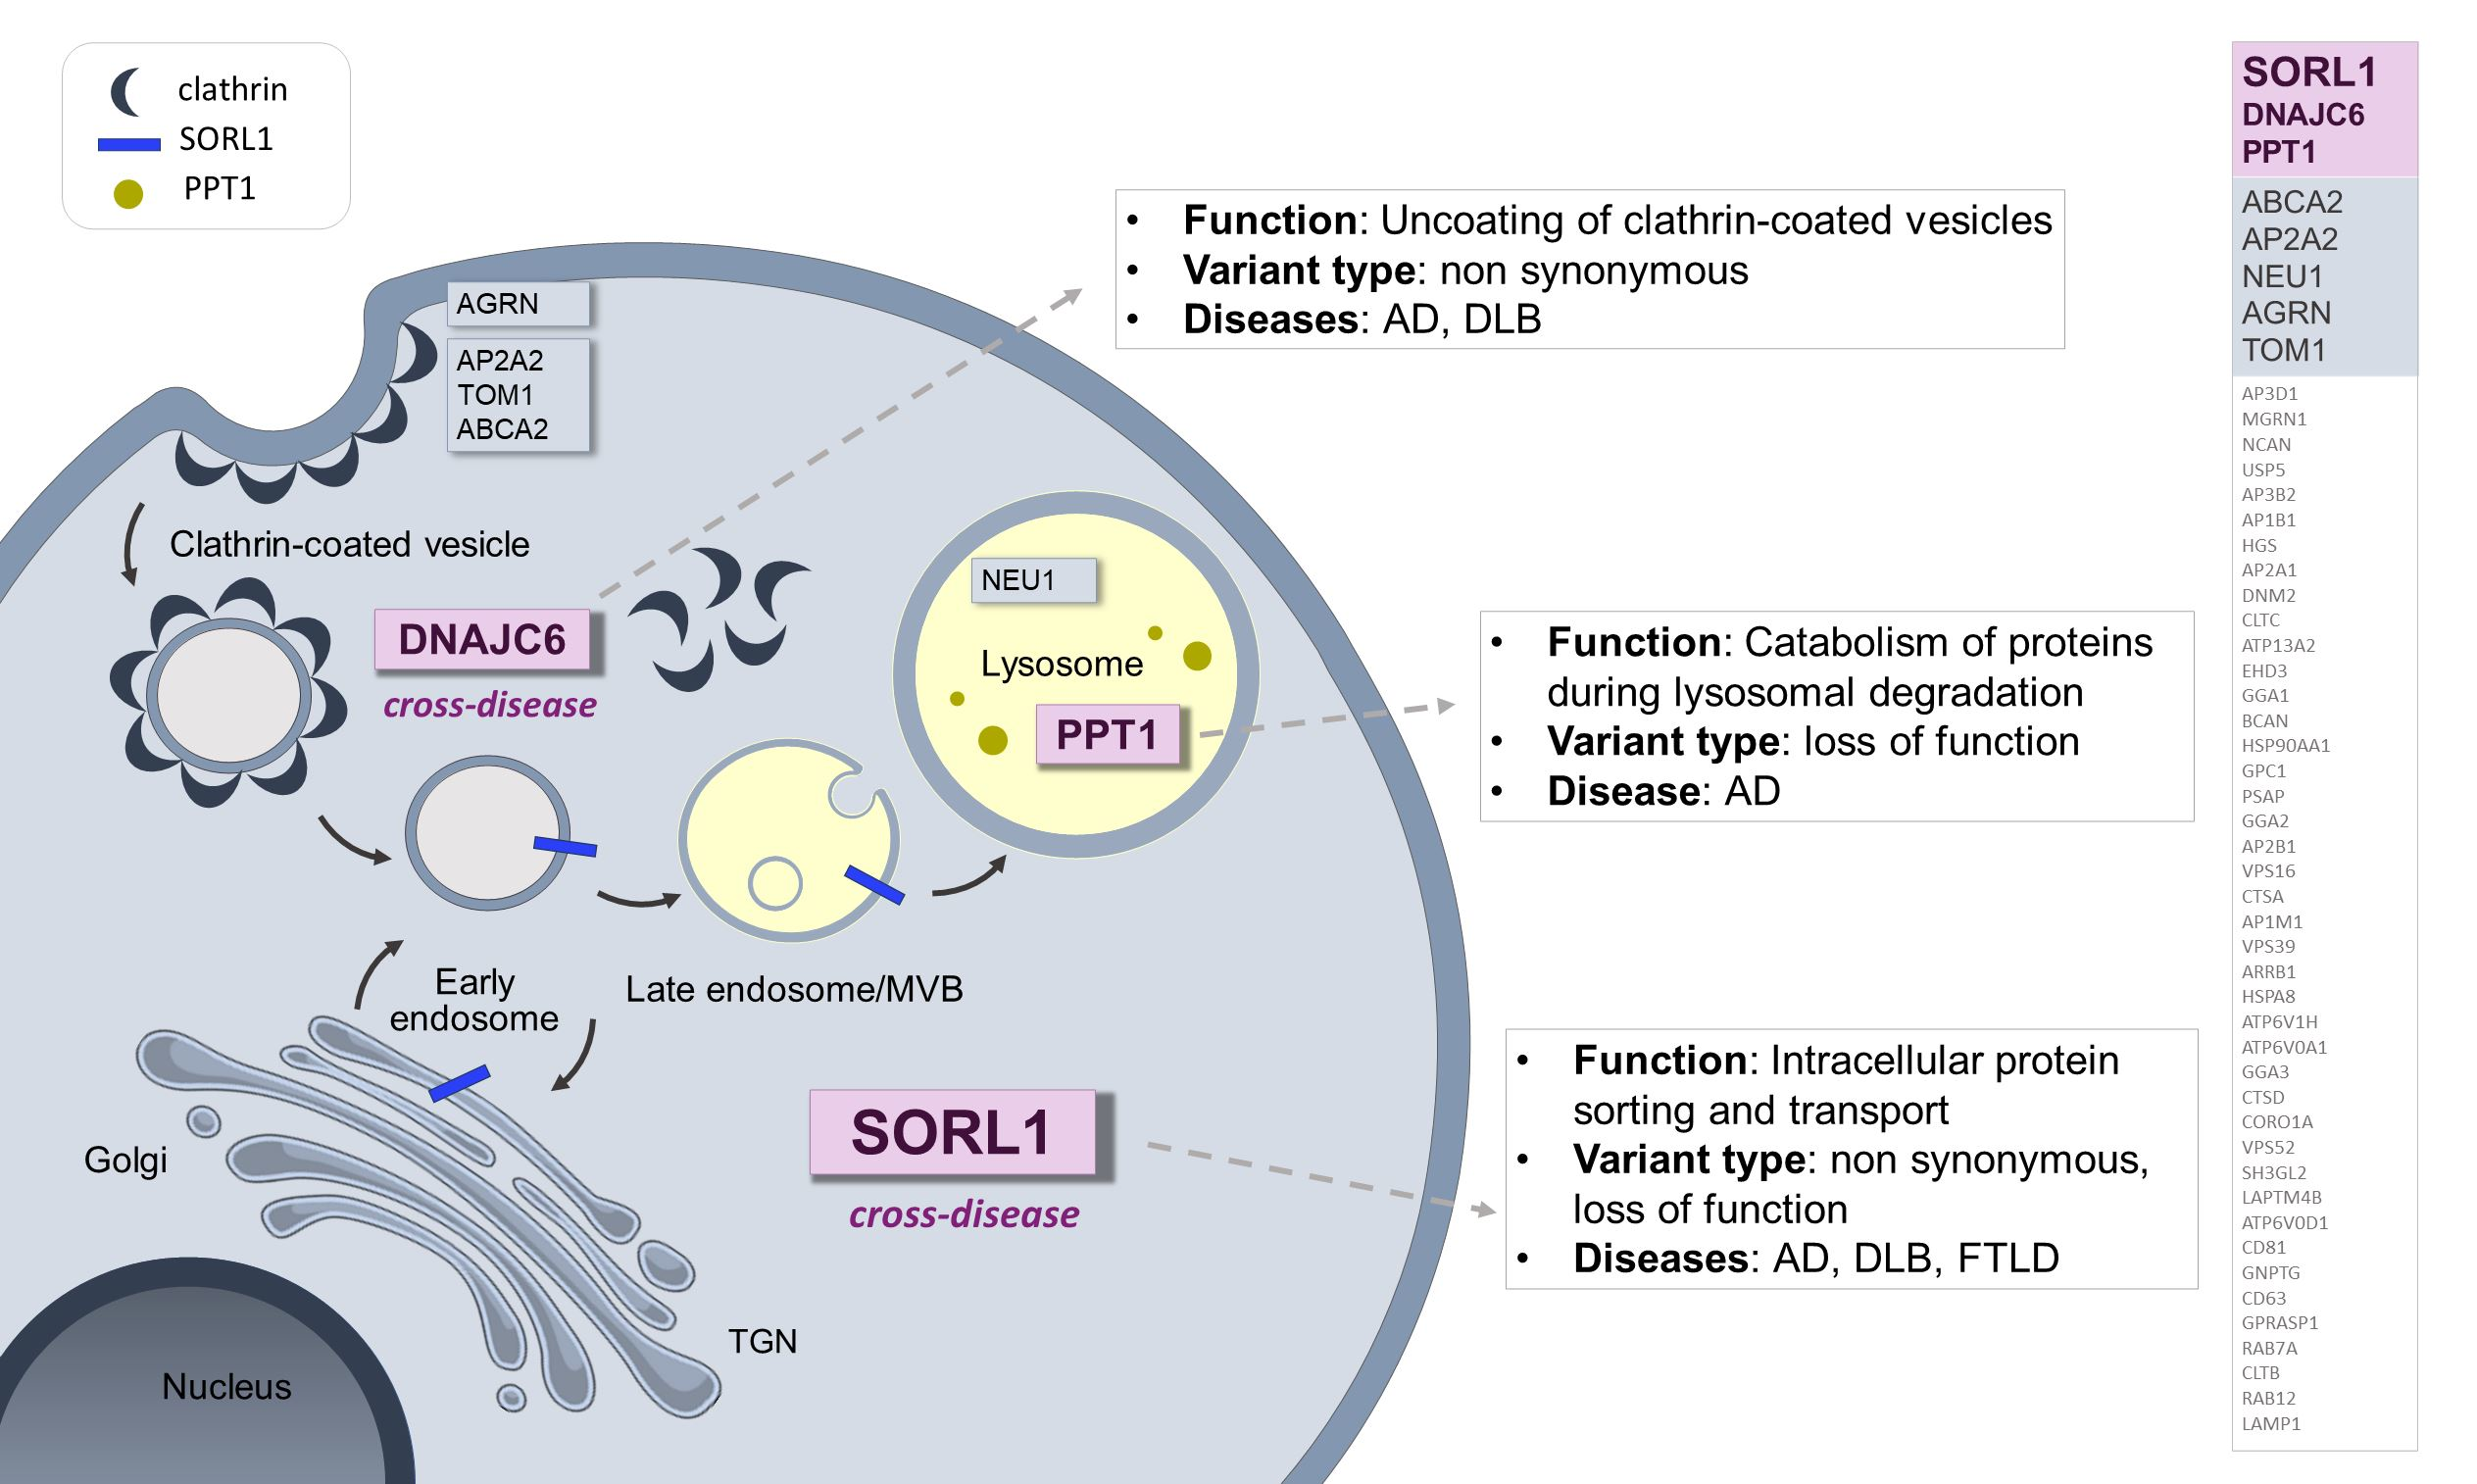 clathrin
SORL1
PPT1
AGRN
AP2A2
TOM1
ABCA2
Clathrin-coated vesicle
DNAJC6
cross-disease
NEU1
Lysosome
PPT1
Early
endosome
Late endosome/MVB
Golgi
SORL1
cross-disease
TGN
Nucleus
• Function: Uncoating of clathrin-coated vesicles
• Variant type: non synonymous
• Diseases: AD, DLB
• Function: Catabolism of proteins
during lysosomal degradation
• Variant type: loss of function
• Disease: AD
• Function: Intracellular protein
sorting and transport
• Variant type: non synonymous,
loss of function
• Diseases: AD, DLB, FTLD
SORL1
DNAJC6
PPT1
ABCA2
AP2A2
NEU1
AGRN
TOM1
AP3D1
MGRN1
NCAN
USP5
AP3B2
AP1B1
HGS
AP2A1
DNM2
CLTC
ATP13A2
EHD3
GGA1
BCAN
HSP90AA1
GPC1
PSAP
GGA2
AP2B1
VPS16
CTSA
AP1M1
VPS39
ARRB1
HSPA8
ATP6V1H
ATP6V0A1
GGA3
CTSD
CORO1A
VPS52
SH3GL2
LAPTM4B
ATP6V0D1
CD81
GNPTG
CD63
GPRASP1
RAB7A
CLTB
RAB12
LAMP1